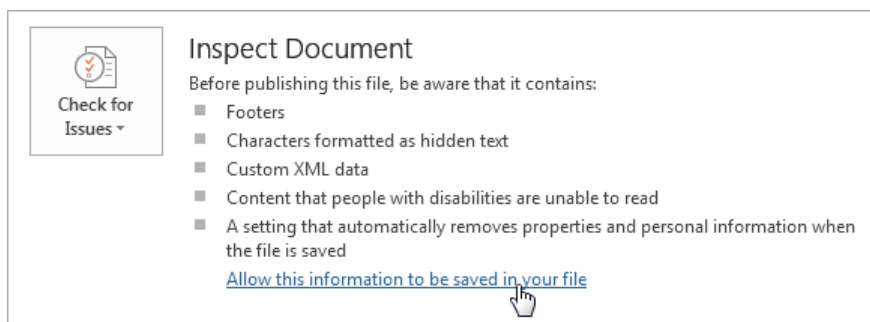 Check for
Issues
Inspect Document
Before publishing this file, be aware that it contains:
Footers
Characters formatted as hidden text
Custom XML data
Content that people with disabilities are unable to read
A setting that automatically removes properties and personal information when
the file is saved
Allow this information to be saved in your file